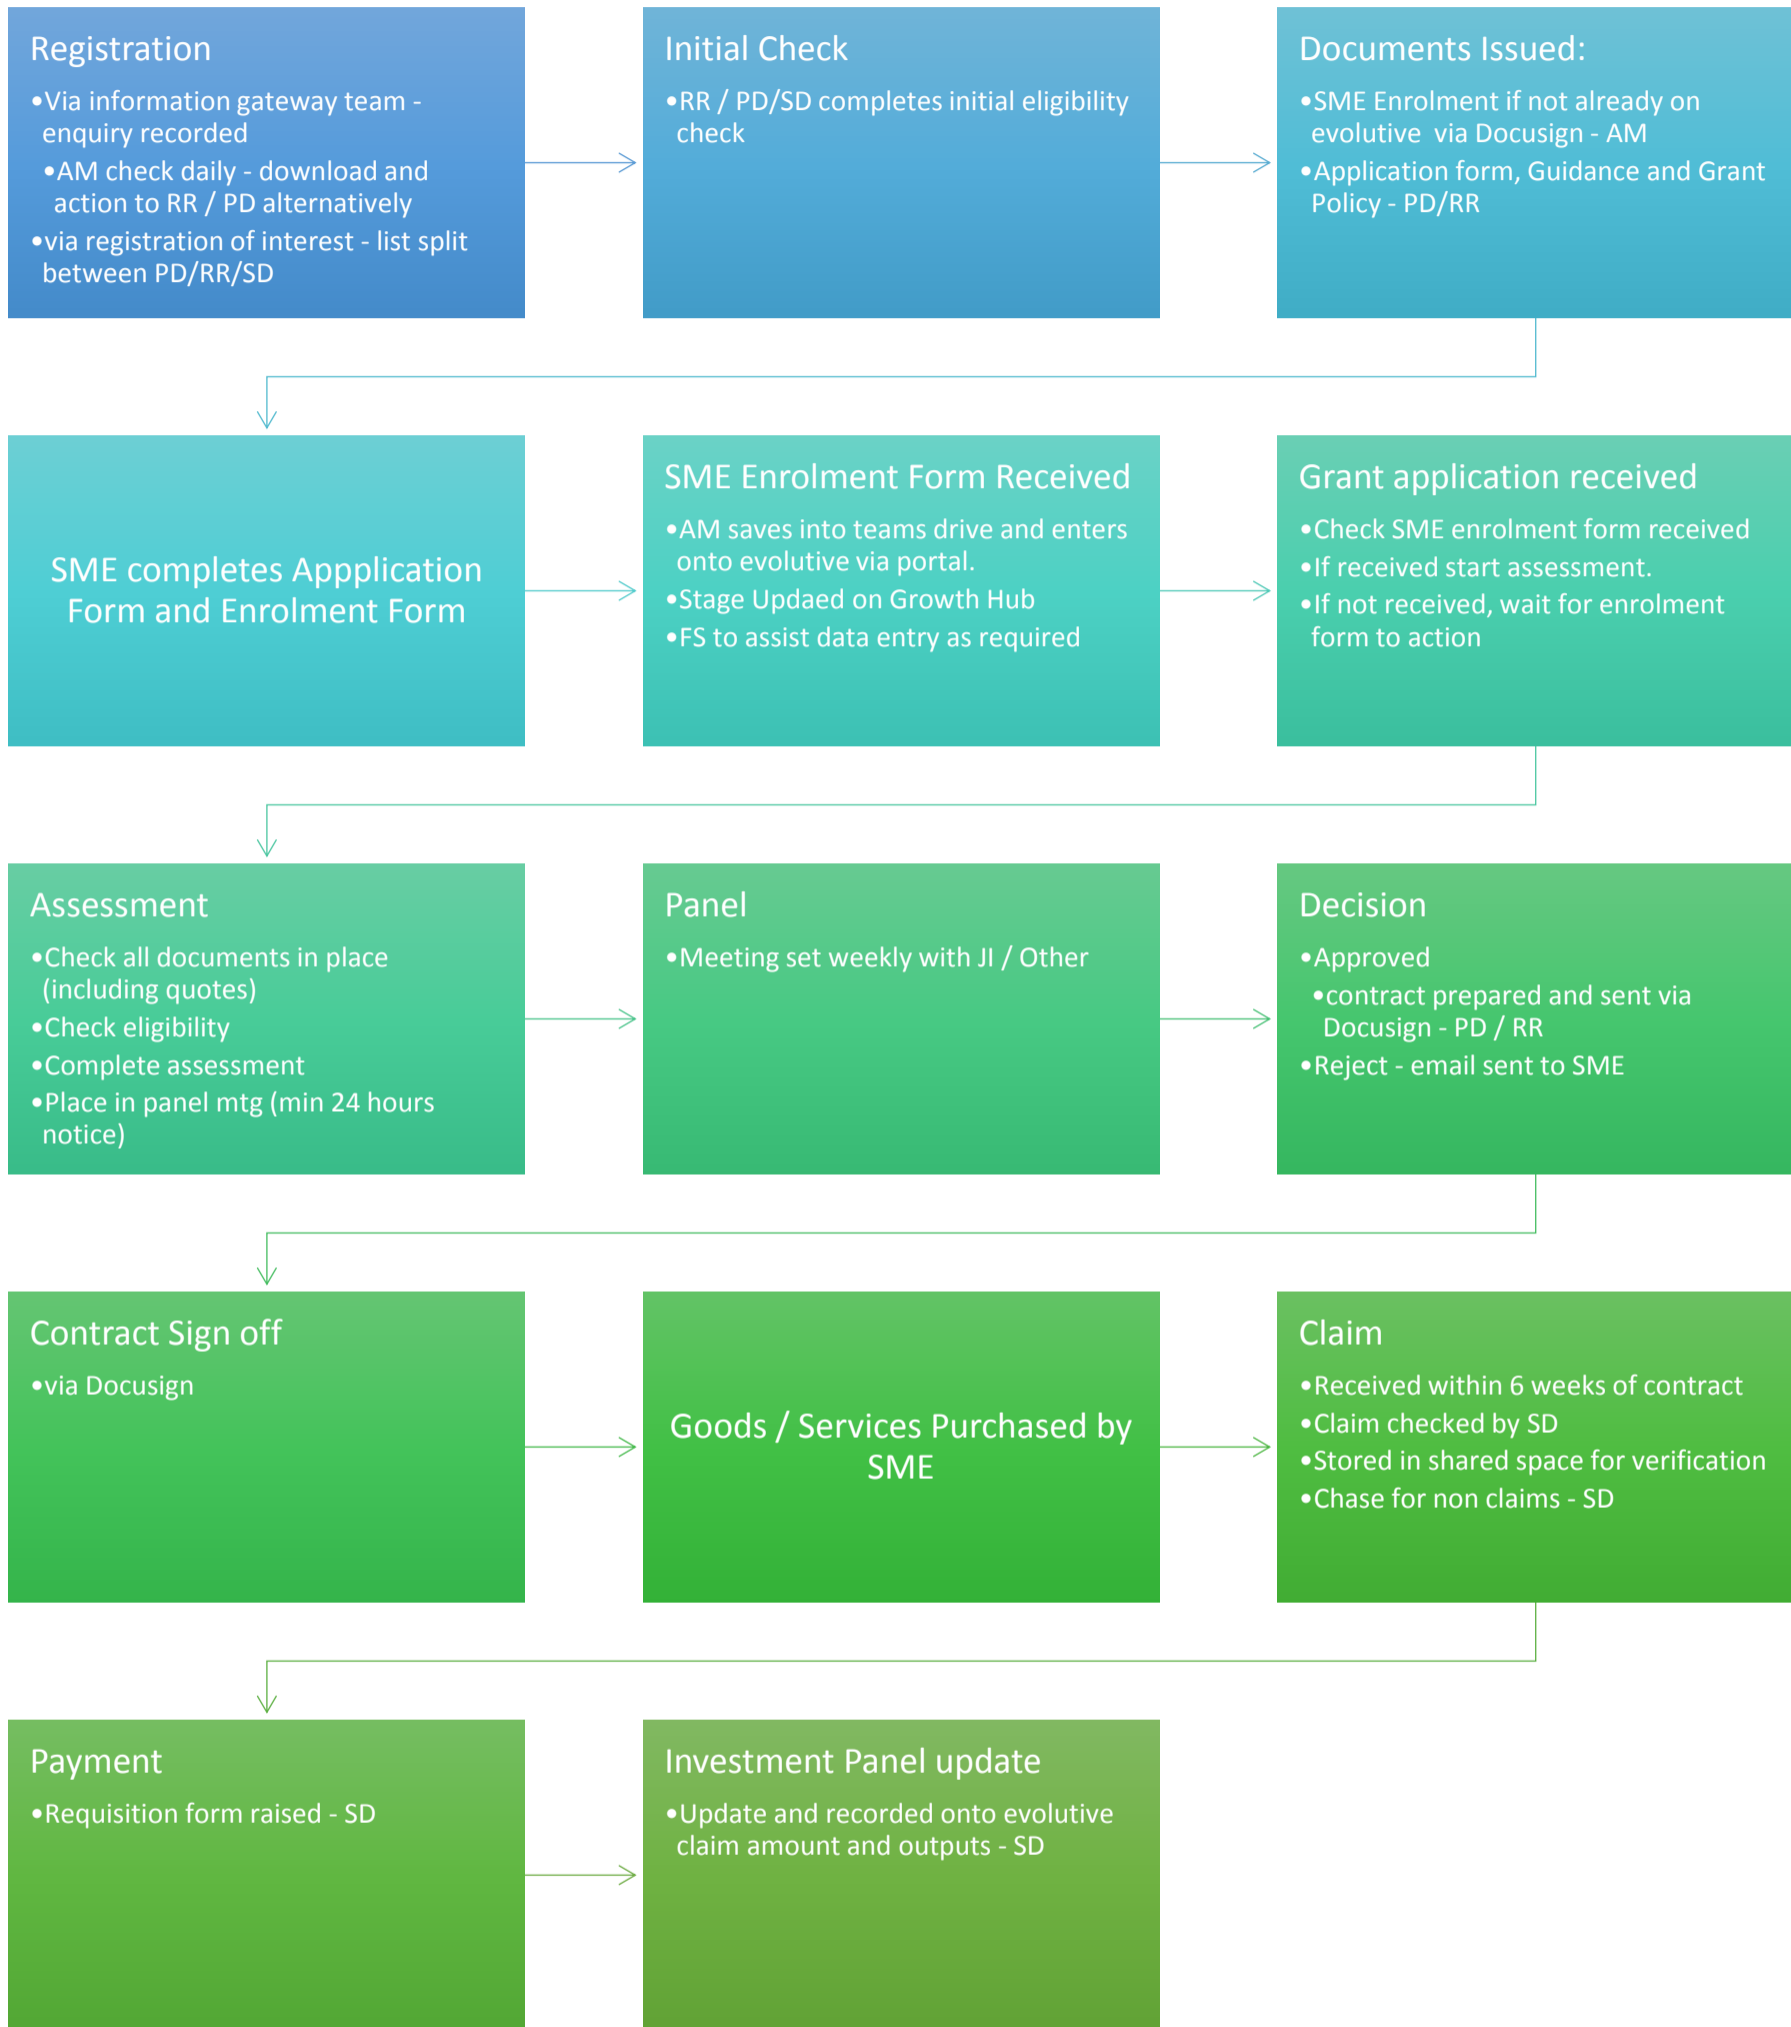 Registration
•Via information gateway team -
enquiry recorded
•AM check daily - download and
action to RR / PD alternatively
•via registration of interest - list split
between PD/RR/SD
Initial Check
•RR / PD/SD completes initial eligibility
check
Documents Issued:
•SME Enrolment if not already on
evolutive via Docusign - AM
•Application form, Guidance and Grant
Policy - PD/RR
SME completes Appplication
Form and Enrolment Form
SME Enrolment Form Received
•AM saves into teams drive and enters
onto evolutive via portal.
•Stage Updaed on Growth Hub
•FS to assist data entry as required
Grant application received
•Check SME enrolment form received
•If received start assessment.
•If not received, wait for enrolment
form to action
Assessment
•Check all documents in place
(including quotes)
•Check eligibility
•Complete assessment
•Place in panel mtg (min 24 hours
notice)
Panel
•Meeting set weekly with JI / Other
Decision
•Approved
•contract prepared and sent via
Docusign - PD / RR
•Reject - email sent to SME
Contract Sign off
•via Docusign
Goods / Services Purchased by
SME
Claim
•Received within 6 weeks of contract
•Claim checked by SD
•Stored in shared space for verification
•Chase for non claims - SD
Payment
•Requisition form raised - SD
Investment Panel update
•Update and recorded onto evolutive
claim amount and outputs - SD